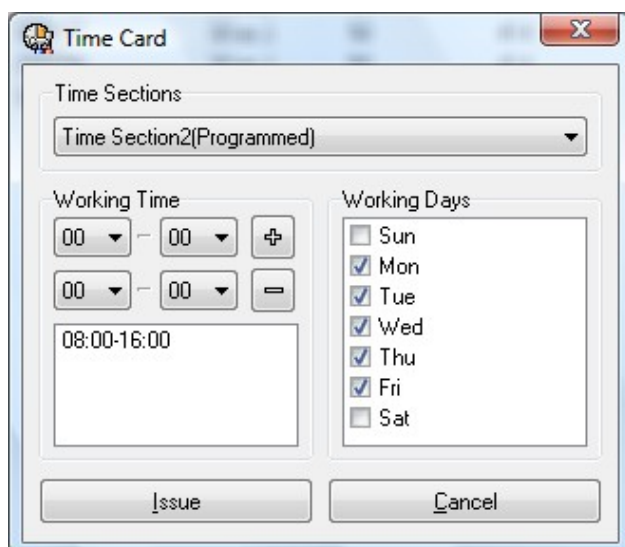 Time Card
Time Sections
Time Section2(Programmed)
Working Time
00 - 00
00 - 00
08:00-16:00
Working Days
Sun
Mon
Tue
Wed
Thu
Fri
Sat
Issue
Cancel